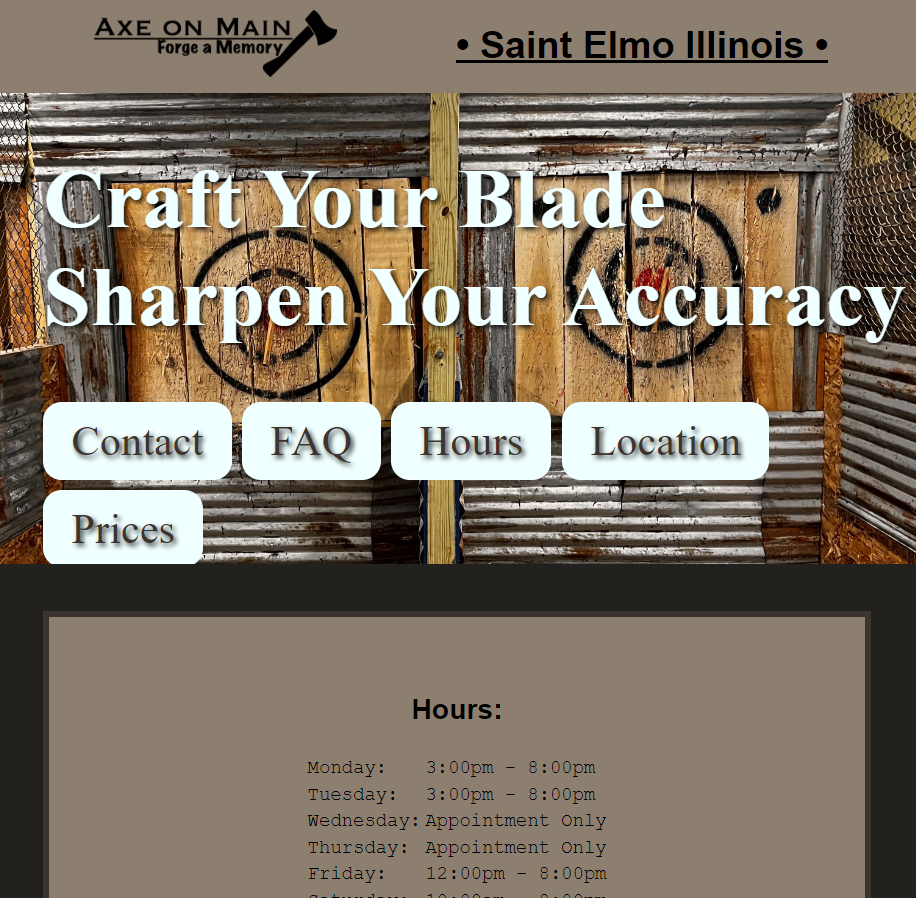 AXE ON MAIN
Forge a Memory
• Saint Elmo Illinois •
Craft Your Blade
Sharpen Your Accuracy
Contact FAQ Hours Location
Prices
Hours:
Monday: 3:00pm - 8:00pm
Tuesday: 3:00pm - 8:00pm
Wednesday: Appointment Only
Thursday: Appointment Only
Friday: 12:00pm - 8:00pm